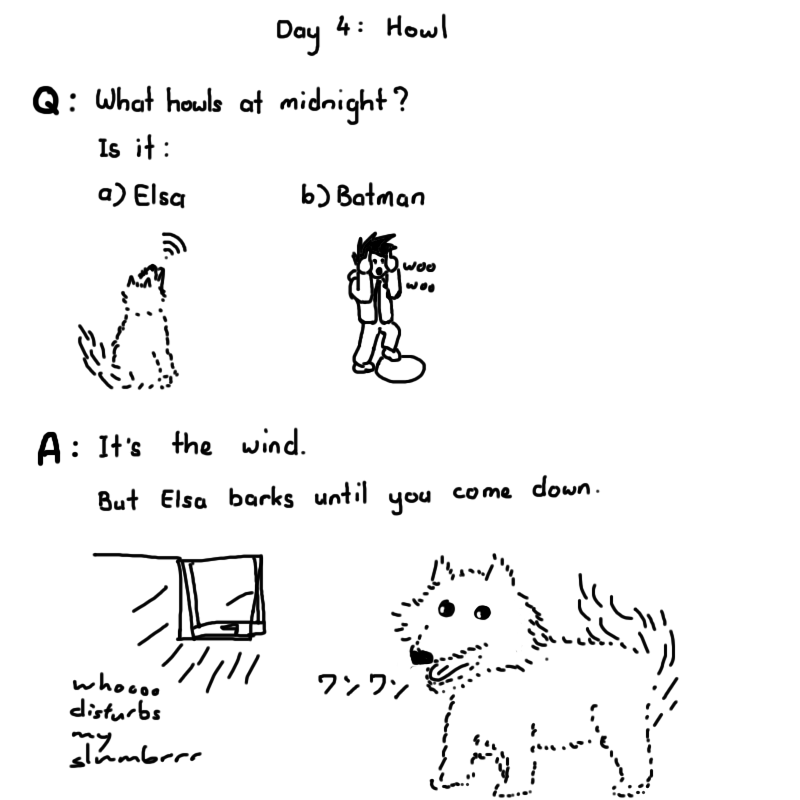 Day 4: Howl
Q: What howls at midnight?
Is it:
a) Elsa b) Batman
woo
woo
A: It's the wind.
But Elsa barks until you come down.
ワンワン
whoooo
disturbs
my
slumbrrr